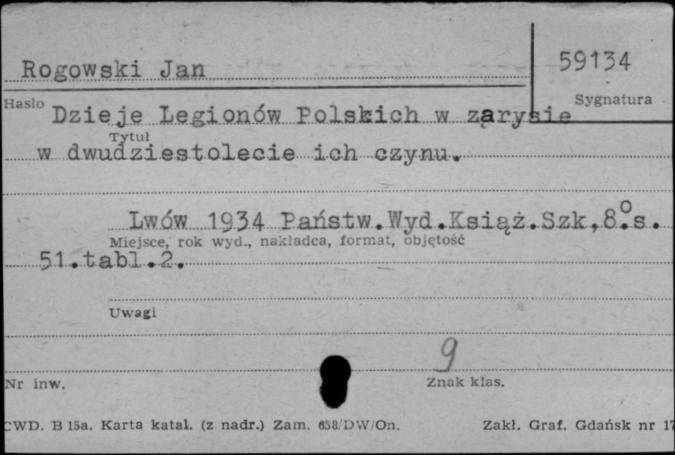 Rogowski Jan
59134
Hasło
Sygnatura
Dzieje Legionów Polskich w zarysie
Tytuł
w dwudziestolecie ich czynu.
Lwów 1934 Państw.Wyd.Książ.Szk,8º.s.
Miejsce, rok wyd., nakładca, format, objętość
51.tabl.2.
Uwagi
9
Nr inw.
Znak klas.
CWD. B 15a. Karta katal. (z nadr.) Zam. 658/DW/On.
Zakł. Graf. Gdańsk nr